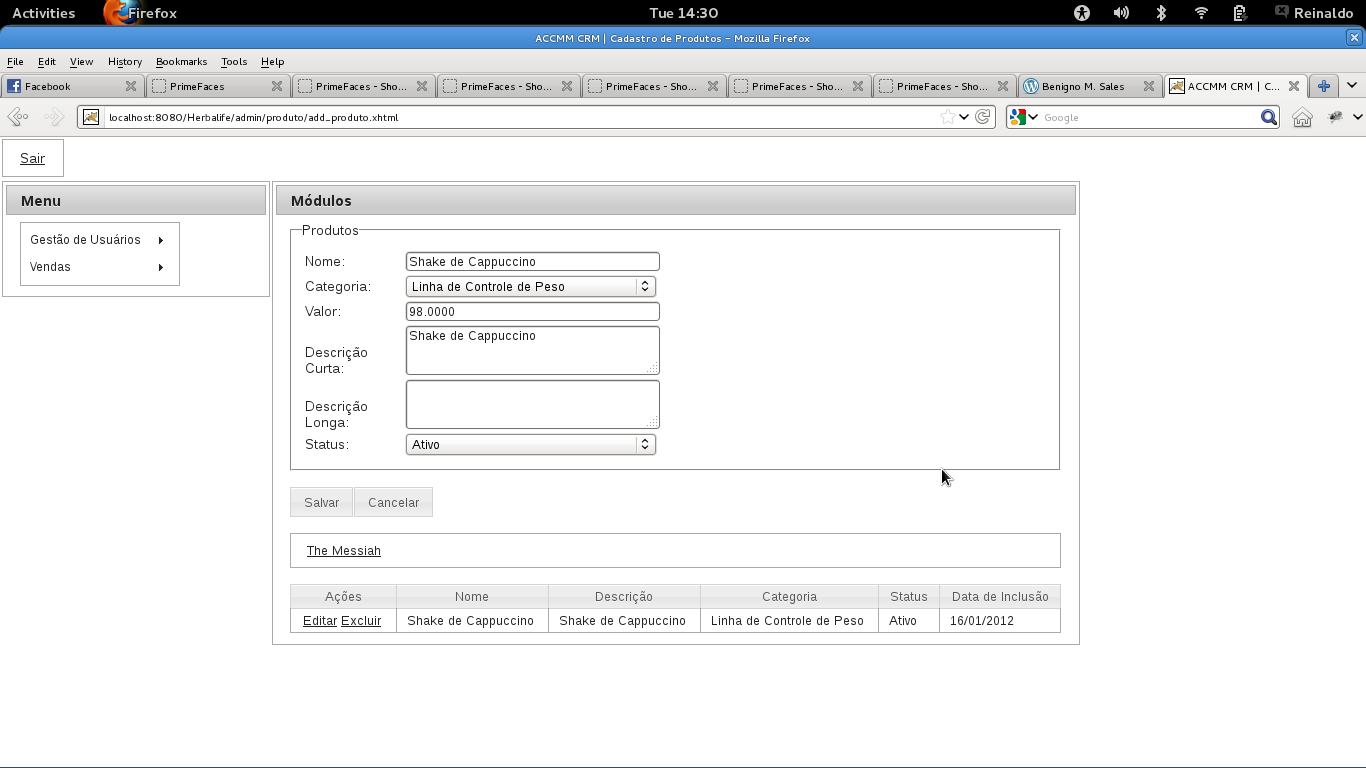 Activities Firefox Tue 14:30 Reinaldo
ACCMM CRM | Cadastro de Produtos – Mozilla Firefox
File Edit View History Bookmarks Tools Help
Facebook PrimeFaces PrimeFaces - Sho... PrimeFaces - Sho... PrimeFaces - Sho... PrimeFaces - Sho... PrimeFaces - Sho... Benigno M. Sales ACCMM CRM | C...
localhost:8080/Herbalife/admin/produto/add_produto.xhtml Google
Sair
Menu
Gestão de Usuários
Vendas
Módulos
Produtos
Nome: Shake de Cappuccino
Categoria: Linha de Controle de Peso
Valor: 98.0000
Descrição Curta: Shake de Cappuccino
Descrição Longa:
Status: Ativo
Salvar Cancelar
The Messiah
Ações Nome Descrição Categoria Status Data de Inclusão
Editar Excluir Shake de Cappuccino Shake de Cappuccino Linha de Controle de Peso Ativo 16/01/2012